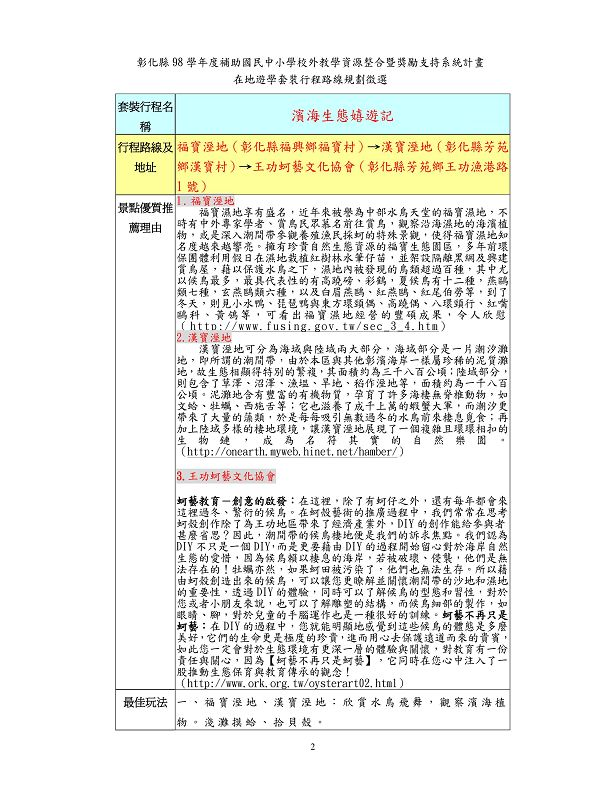 彰化縣 98 學年度補助國民中小學校外教學資源整合暨獎勵支持系統計畫
在地遊學套裝行程路線規劃徵選
套裝行程名稱
濱海生態嬉遊記
行程路線及地址
福寶溼地（彰化縣福興鄉福寶村）→漢寶溼地（彰化縣芳苑
鄉漢寶村）→王功蚵藝文化協會（彰化縣芳苑鄉王功漁港路
1 號）
景點優質推薦理由
1.福寶溼地
福寶濕地享有盛名，近年來被譽為中部水鳥天堂的福寶濕地，不
時有中外專家學者、賞鳥民眾慕名前往賞鳥，觀察沿海濕地的海濱植
物，或是深入潮間帶參觀養殖漁民採蚵的特殊景觀，使得福寶濕地知
名度越來越響亮。擁有珍貴自然生態資源的福寶生態園區，多年前環
保團體利用假日在濕地栽植紅樹林水筆仔苗，並架設隔離黑網及興建
賞鳥屋，藉以保護水鳥之下，濕地內被發現的鳥類超過百種，其中尤
以候鳥最多，最具代表性的有高蹺鴴、彩鷸，夏候鳥有十二種，燕鷗
類七種，玄燕鷗類六種，以及白眉燕鷗、紅燕鷗、紅尾伯勞等，到了
冬天，則見小水鴨、琵琶鴨與東方環頸鴴、高蹺鴴、八環頸行、紅嘴
鷗科、黃鴒等，可看出福寶濕地經營的豐碩成果，令人欣慰
（http://www.fusing.gov.tw/sec_3_4.htm）
2.漢寶溼地
漢寶溼地可分為海域與陸域兩大部分，海域部分是一片潮汐灘
地，即所謂的潮間帶，由於本區與其他彰濱海岸一樣屬珍稀的泥質灘
地，故生態相顯得特別的繁複，其面積約為三千八百公頃；陸域部分，
則包含了草澤、沼澤、漁塭、旱地、稻作溼地等，面積約為一千八百
公頃。泥灘地含有豐富的有機物質，孕育了許多海棲無脊推動物，如
文蛤、牡蠣、西施舌等；它也滋養了成千上萬的蝦蟹大軍，而潮汐更
帶來了大量的藻類，於是每每吸引無數過冬的水鳥前來棲息覓食；再
加上陸域多樣的棲地環境，讓漢寶溼地展現了一個複雜且環環相扣的
生物鏈，成為名符其實的自然樂園。
（http://onearth.myweb.hinet.net/hamber/）
3.王功蚵藝文化協會
蚵藝教育－創意的啟發：在這裡，除了有蚵仔之外，還有每年都會來
這裡過冬、繁衍的候鳥。在蚵殼藝術的推廣過程中，我們常常在思考
蚵殼創作除了為王功地區帶來了經濟產業外，DIY 的創作能給參與者
甚麼省思？因此，潮間帶的候鳥棲地便是我們的訴求焦點。我們認為
DIY 不只是一個 DIY，而是更要藉由 DIY 的過程開始留心對於海岸自然
生態的愛惜，因為候鳥賴以棲息的海岸，若被破壞、侵襲，他們是無
法存在的！牡蠣亦然，如果蚵田被污染了，他們也無法生存。所以藉
由蚵殼創造出來的候鳥，可以讓您更瞭解並關懷潮間帶的沙地和濕地
的重要性，透過 DIY 的體驗，同時可以了解候鳥的型態和習性，對於
您或者小朋友來說，也可以了解雕塑的結構，而候鳥細部的製作，如
眼睛、腳，對於兒童的手腦運作也是一種很好的訓練。蚵藝不再只是
蚵藝：在 DIY 的過程中，您就能明顯地感覺到這些候鳥的體態是多麼
美好，它們的生命更是極度的珍貴，進而用心去保護遠道而來的貴賓，
如此您一定會對於生態環境有更深一層的體驗與關懷，對教育有一份
責任與關心，因為【蚵藝不再只是蚵藝】，它同時在您心中注入了一
股推動生態保育與教育傳承的觀念！
（http://www.ork.org.tw/oysterart02.html）
最佳玩法
一、福寶溼地、漢寶溼地：欣賞水鳥飛舞，觀察濱海植
物。淺灘摸蛤、拾貝殼。
2